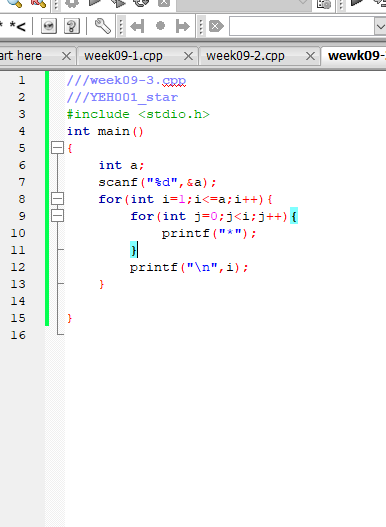 * *<
art here
week09-1.cpp
week09-2.cpp
wewk09-
1 ///week09-3.cpp
2 ///YEH001_star
3 #include <stdio.h>
4 int main()
5 {
6 int a;
7 scanf("%d",&a);
8 for(int i=1;i<=a;i++){
9 for(int j=0;j<i;j++){
10 printf("*");
11 }
12 printf("\n",i);
13 }
14
15 }
16